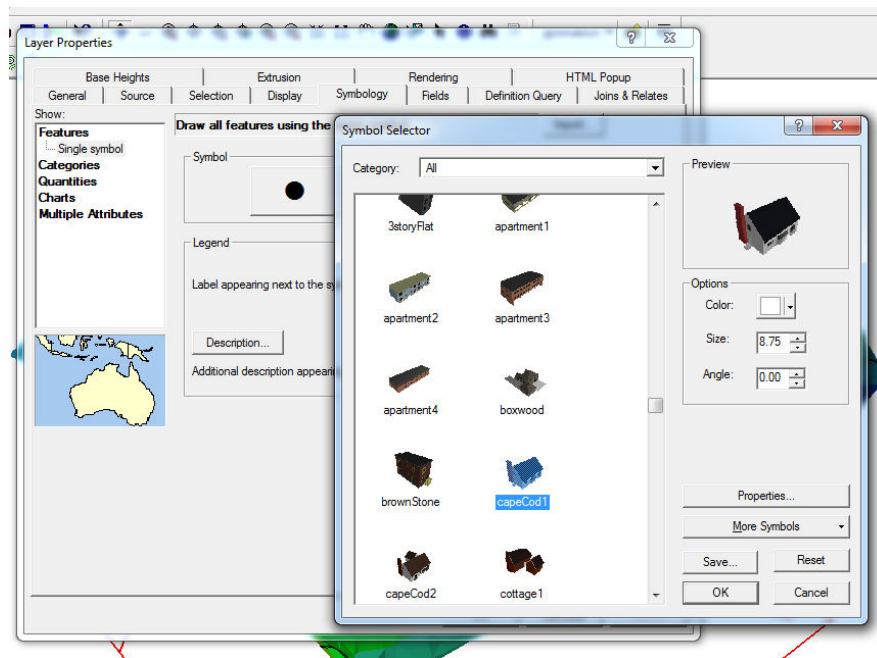 Layer Properties
Base Heights Extrusion Rendering HTML Popup
General Source Selection Display Symbology Fields Definition Query Joins & Relates
Show:
Features
Single symbol
Categories
Quantities
Charts
Multiple Attributes
Draw all features using the
Symbol
Legend
Label appearing next to the sy
Description...
Additional description appeari
Symbol Selector
Category: All
3storyFlat apartment1
apartment2 apartment3
apartment4 boxwood
brownStone capeCod1
capeCod2 cottage1
Preview
Options
Color:
Size: 8.75
Angle: 0.00
Properties...
More Symbols
Save... Reset
OK Cancel